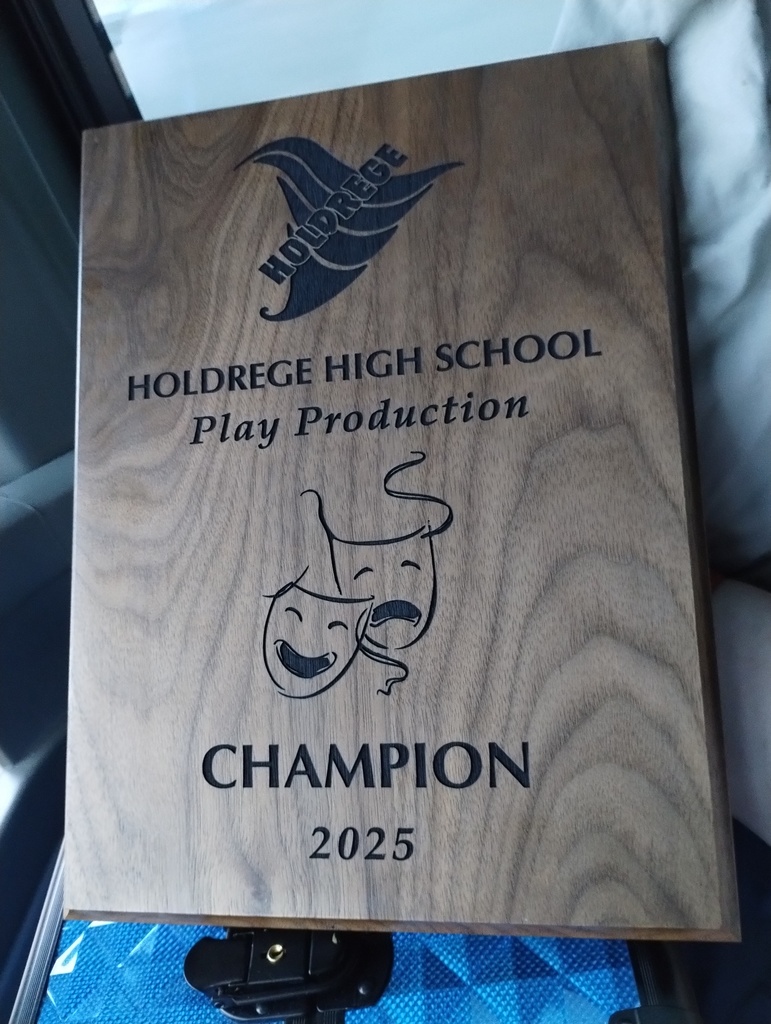 HOLDREGE
HOLDREGE HIGH SCHOOL
Play Production
CHAMPION
2025